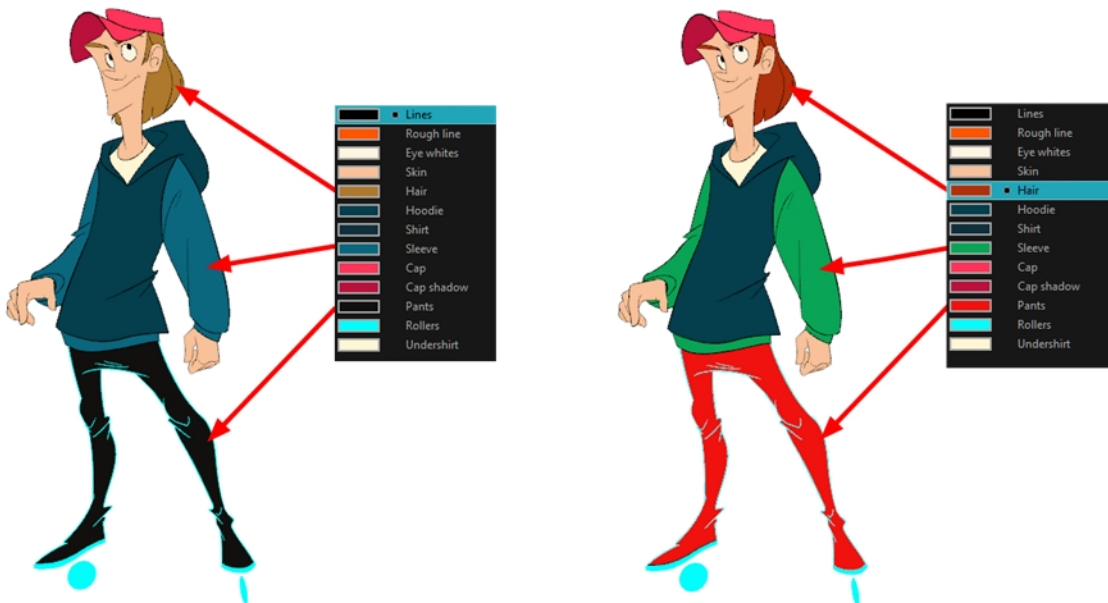 Lines
Rough line
Eye whites
Skin
Hair
Hoodie
Shirt
Sleeve
Cap
Cap shadow
Pants
Rollers
Undershirt
Lines
Rough line
Eye whites
Skin
Hair
Hoodie
Shirt
Sleeve
Cap
Cap shadow
Pants
Rollers
Undershirt